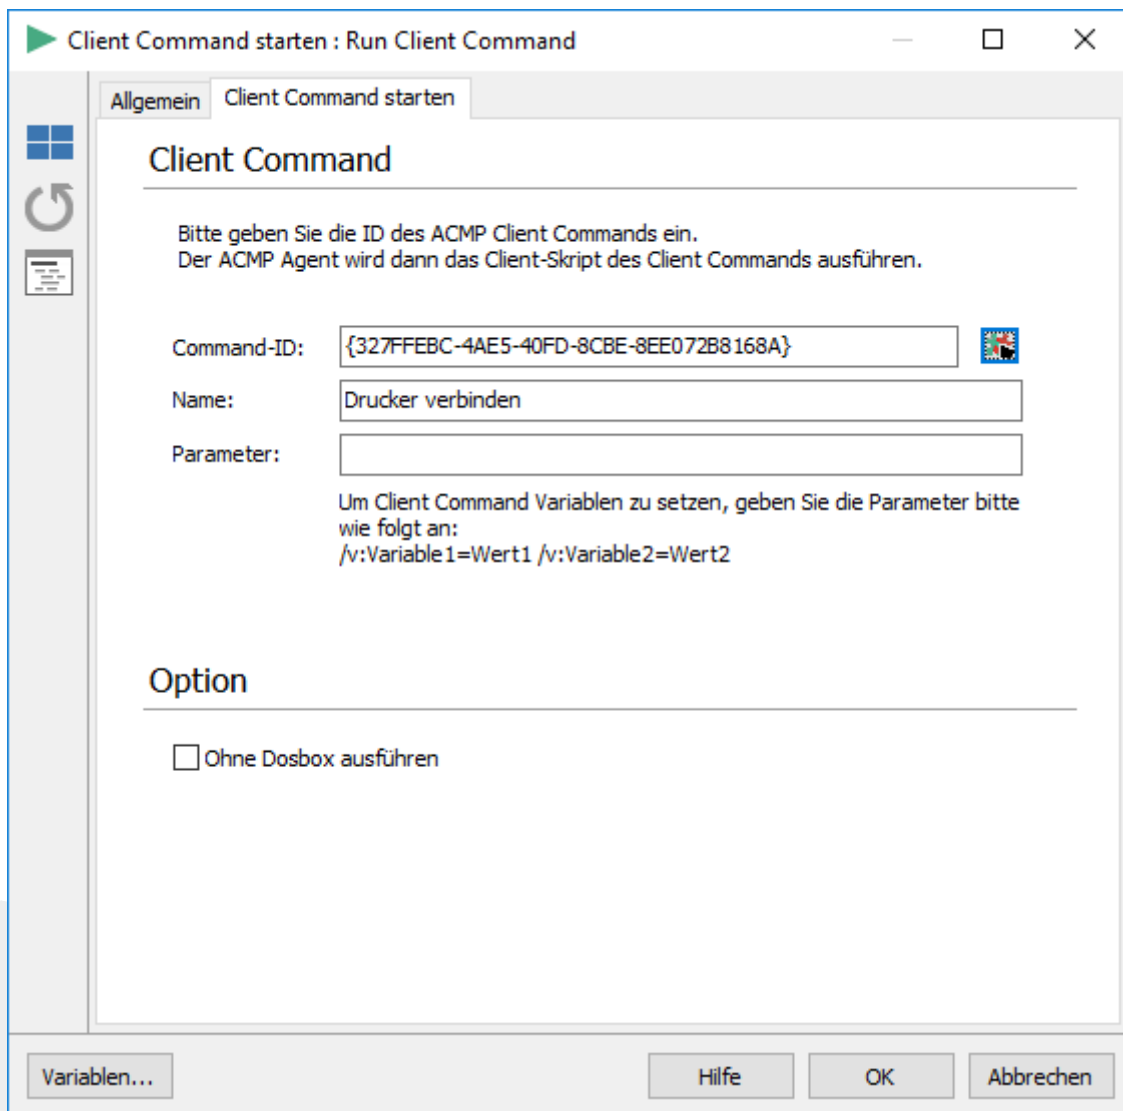 Client Command starten : Run Client Command
Allgemein
Client Command starten
Client Command
Bitte geben Sie die ID des ACMP Client Commands ein.
Der ACMP Agent wird dann das Client-Skript des Client Commands ausführen.
Command-ID:
{327FFEBC-4AE5-40FD-8CBE-8EE072B8168A}
Name:
Drucker verbinden
Parameter:
Um Client Command Variablen zu setzen, geben Sie die Parameter bitte
wie folgt an:
/v:Variable1=Wert1 /v:Variable2=Wert2
Option
Ohne Dosbox ausführen
Variablen...
Hilfe
OK
Abbrechen